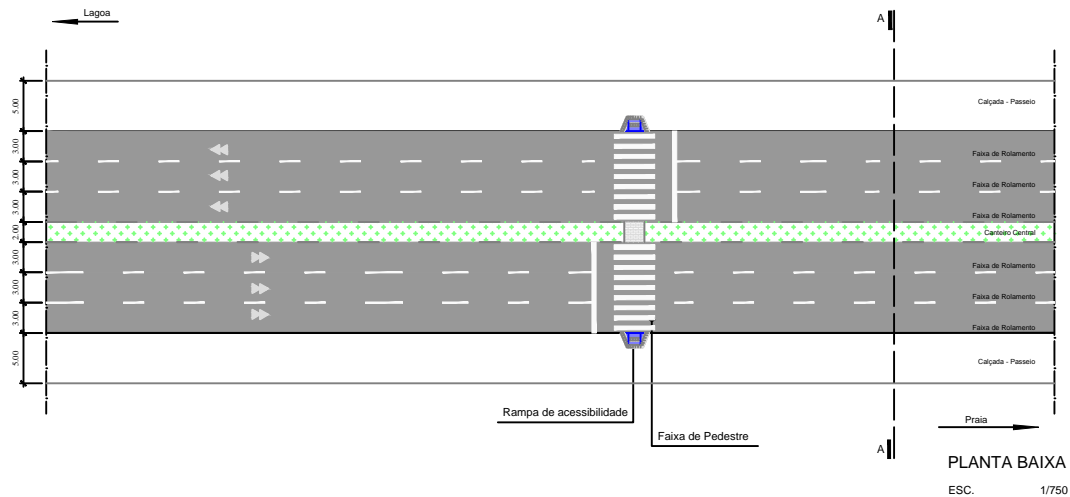 Lagoa
A
5.00
Calçada - Passeio
3.00
Faixa de Rolamento
3.00
Faixa de Rolamento
3.00
Faixa de Rolamento
2.00
Canteiro Central
3.00
Faixa de Rolamento
3.00
Faixa de Rolamento
3.00
Faixa de Rolamento
5.00
Calçada - Passeio
Rampa de acessibilidade
Faixa de Pedestre
Praia
A
PLANTA BAIXA
ESC. 1/750